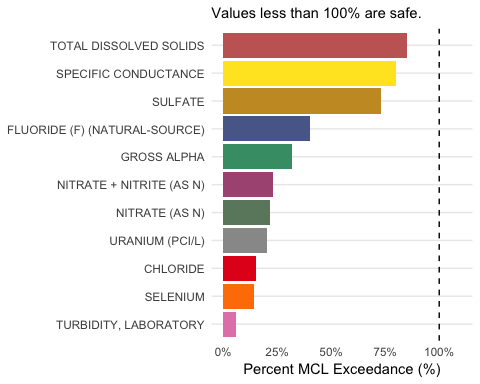 Values less than 100% are safe.
TOTAL DISSOLVED SOLIDS
SPECIFIC CONDUCTANCE
SULFATE
FLUORIDE (F) (NATURAL-SOURCE)
GROSS ALPHA
NITRATE + NITRITE (AS N)
NITRATE (AS N)
URANIUM (PCI/L)
CHLORIDE
SELENIUM
TURBIDITY, LABORATORY
0% 25% 50% 75% 100%
Percent MCL Exceedance (%)